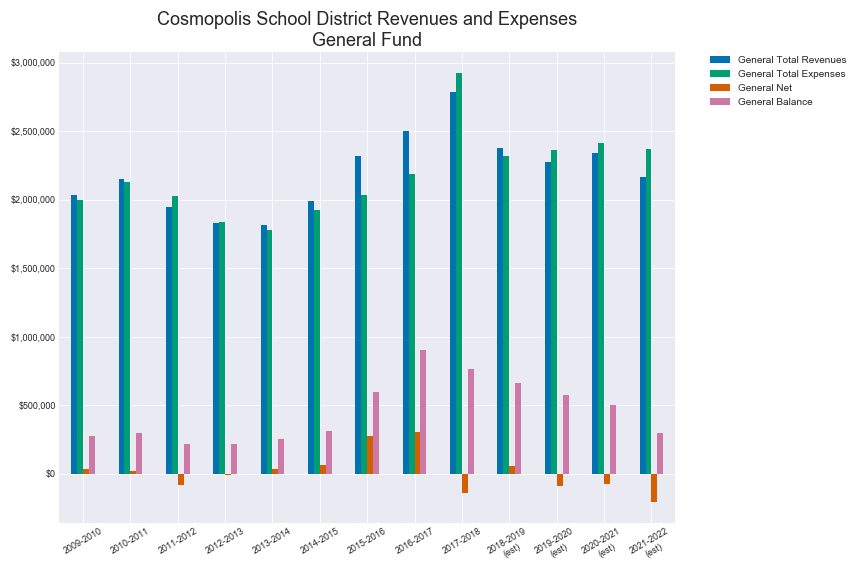 Cosmopolis School District Revenues and Expenses
General Fund
$3,000,000
$2,500,000
$2,000,000
$1,500,000
$1,000,000
$500,000
$0
2009-2010
2010-2011
2011-2012
2012-2013
2013-2014
2014-2015
2015-2016
2016-2017
2017-2018
2018-2019
(est)
2019-2020
(est)
2020-2021
(est)
2021-2022
(est)
General Total Revenues
General Total Expenses
General Net
General Balance